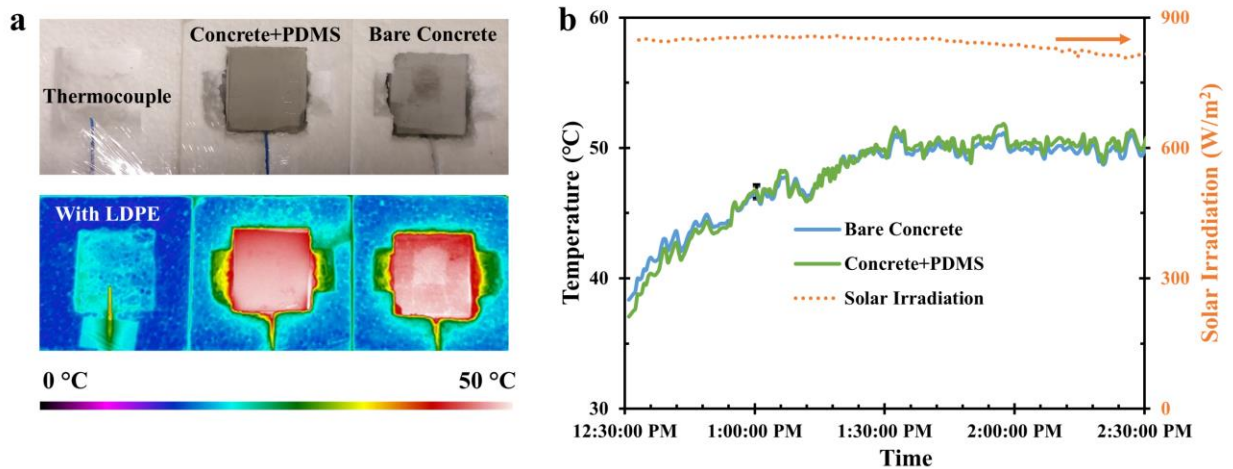 a
Concrete+PDMS
Bare Concrete
Thermocouple
With LDPE
0 °C
50 °C
b
60
50
40
30
Temperature (°C)
900
600
300
0
Solar Irradiation (W/m²)
Bare Concrete
Concrete+PDMS
Solar Irradiation
12:30:00 PM
1:00:00 PM
1:30:00 PM
2:00:00 PM
2:30:00 PM
Time